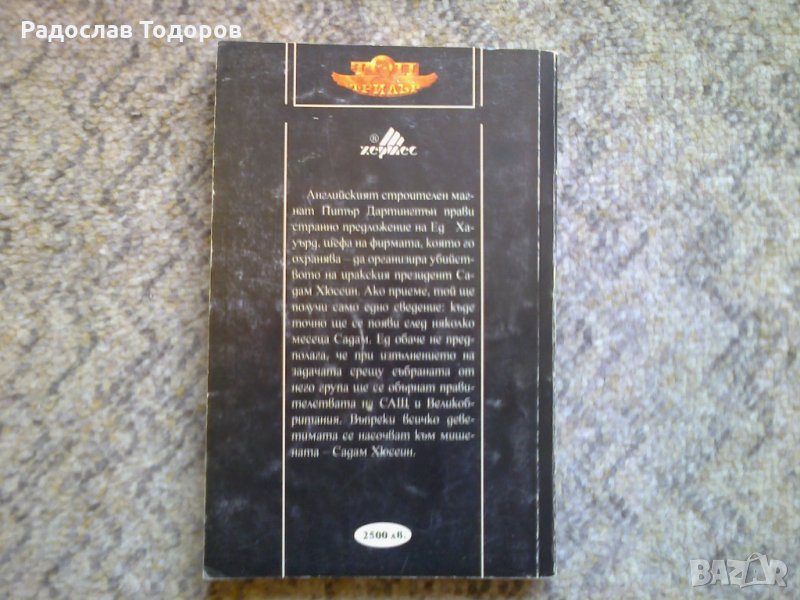 Радослав Тодоров
ТОП
ТРИЛЪР
®
хермес
Английският строителен маг-
нат Питър Дартингтън прави
странно предложение на Ед Ха-
уърд, шефа на фирмата, която го
охранява – да организира убийст-
вото на иракския президент Са-
дам Хюсеин. Ако приеме, той ще
получи само едно сведение: къде
точно ще се появи след няколко
месеца Садам. Ед обаче не пред-
полага, че при изпълнението на
задачата срещу събраната от
него група ще се обърнат прави-
телствата на САЩ и Великоб-
ритания. Въпреки всичко деве-
тимата се насочват към мише-
ната – Садам Хюсеин.
2500 лв.
BAZAR